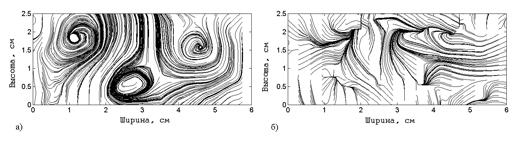 2.5
2
1.5
1
0.5
0
Высота, см
0 1 2 3 4 5 6
Ширина, см
а)
2.5
2
1.5
1
0.5
0
Высота, см
0 1 2 3 4 5 6
Ширина, см
б)